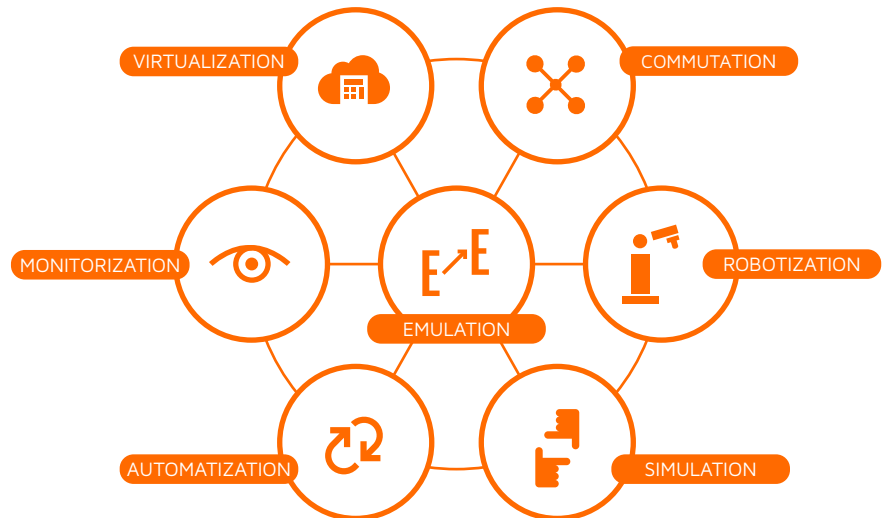 VIRTUALIZATION
COMMUTATION
MONITORIZATION
E E
ROBOTIZATION
EMULATION
AUTOMATIZATION
SIMULATION